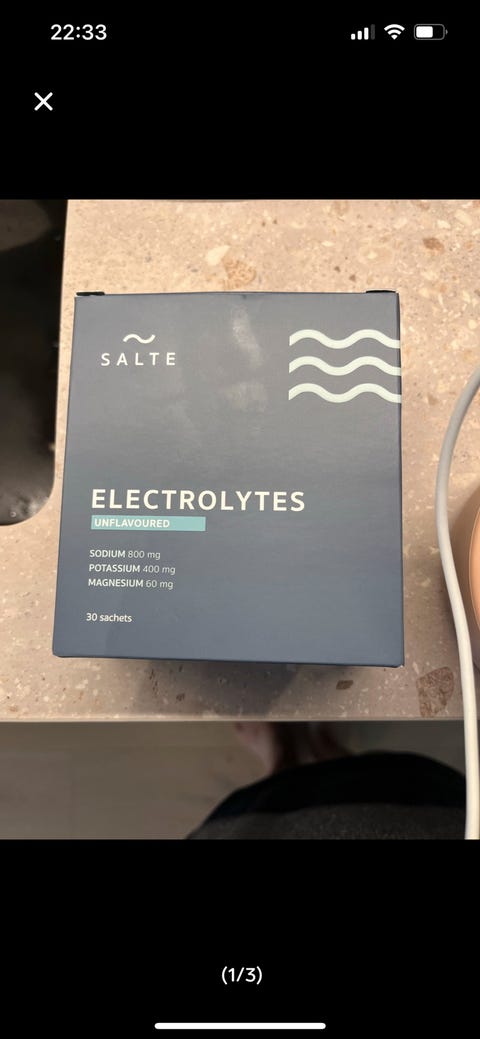 22:33
SALTE
ELECTROLYTES
UNFLAVOURED
SODIUM 800 mg
POTASSIUM 400 mg
MAGNESIUM 60 mg
30 sachets
(1/3)